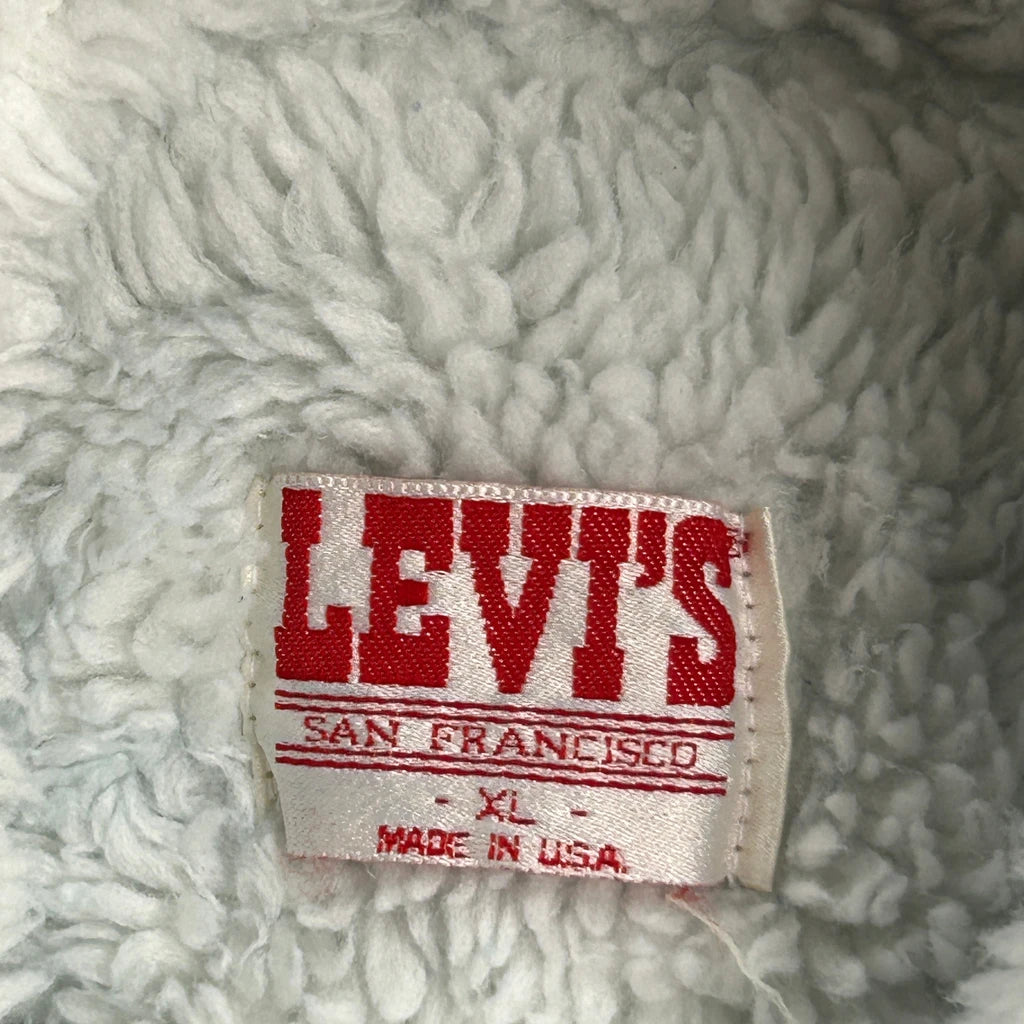 LEVI'S
SAN FRANCISCO
- XL -
MADE IN U.S.A.